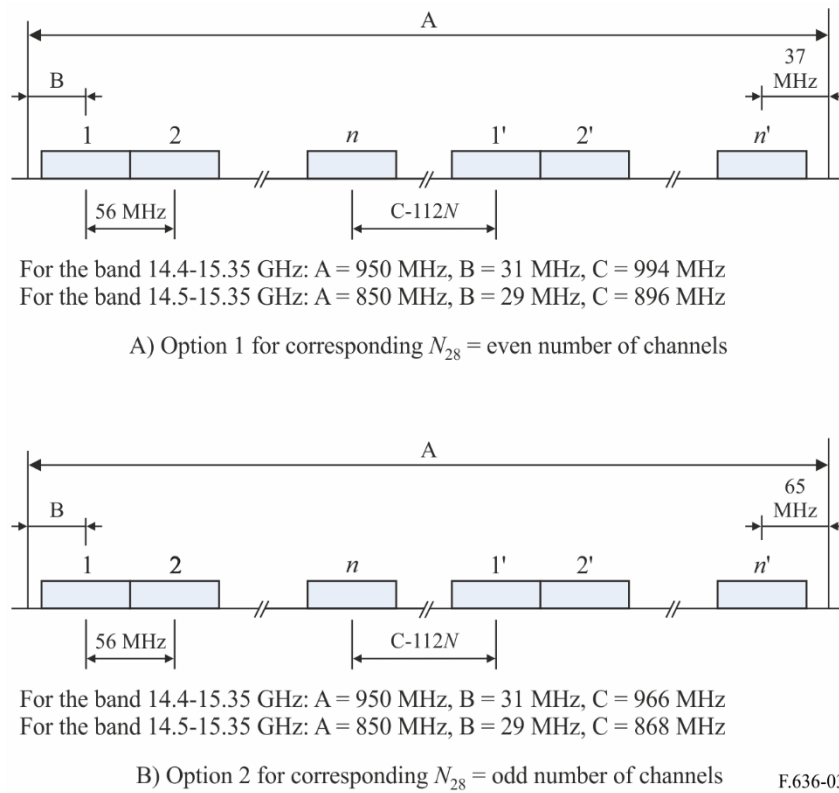 A
B
37
MHz
1 2 n 1' 2' n'
56 MHz C-112N
For the band 14.4-15.35 GHz: A = 950 MHz, B = 31 MHz, C = 994 MHz
For the band 14.5-15.35 GHz: A = 850 MHz, B = 29 MHz, C = 896 MHz
A) Option 1 for corresponding N28 = even number of channels
A
B
65
MHz
1 2 n 1' 2' n'
56 MHz C-112N
For the band 14.4-15.35 GHz: A = 950 MHz, B = 31 MHz, C = 966 MHz
For the band 14.5-15.35 GHz: A = 850 MHz, B = 29 MHz, C = 868 MHz
B) Option 2 for corresponding N28 = odd number of channels